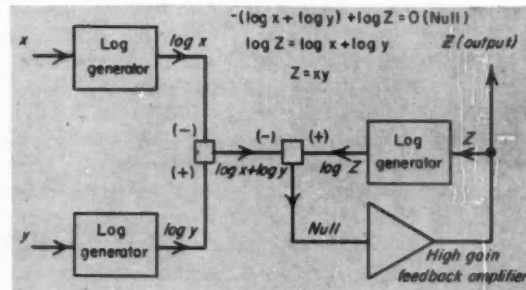 -(log x + log y) + log Z = O (Null)
log Z = log x + log y
Z = xy
x
Log generator
log x
Z (output)
(-)
(+)
log x+log y
(-)
(+)
log Z
Log generator
Z
y
Log generator
log y
Null
High gain
feedback amplifier